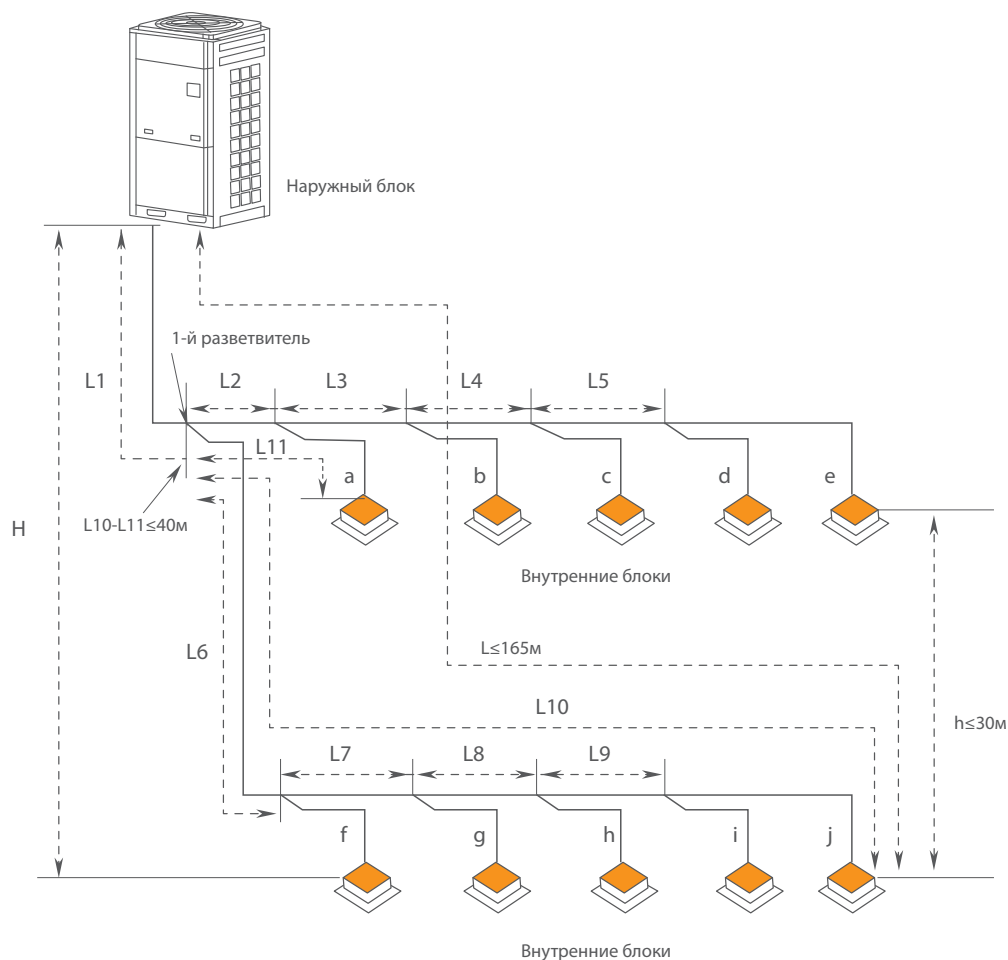 Наружный блок
1-й разветвитель
L1
L2
L3
L4
L5
L11
a
b
c
d
e
L10-L11≤40м
H
Внутренние блоки
L6
L≤165м
L10
h≤30м
L7
L8
L9
f
g
h
i
j
Внутренние блоки